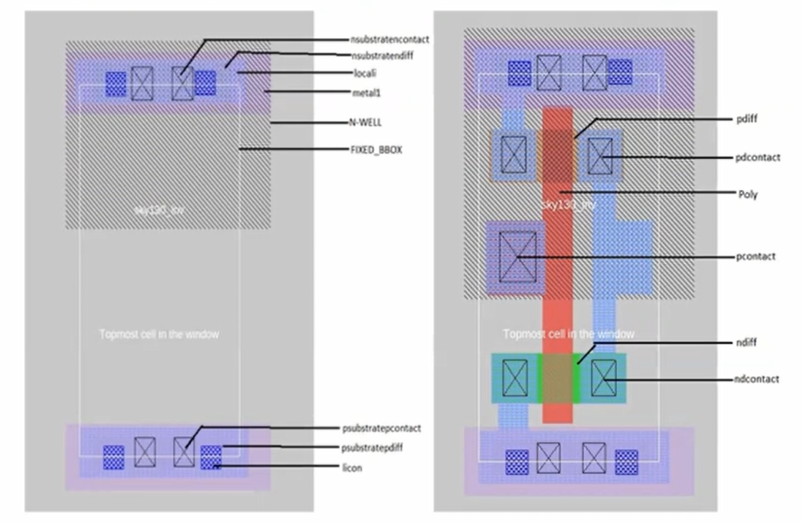 nsubstratencontact
nsubstratendiff
locali
metal1
N-WELL
FIXED_BBOX
sky130_inv
Topmost cell in the window
psubstratepcontact
psubstratepdiff
licon
pdiff
pdcontact
Poly
sky130_inv
pcontact
Topmost cell in the window
ndiff
ndcontact